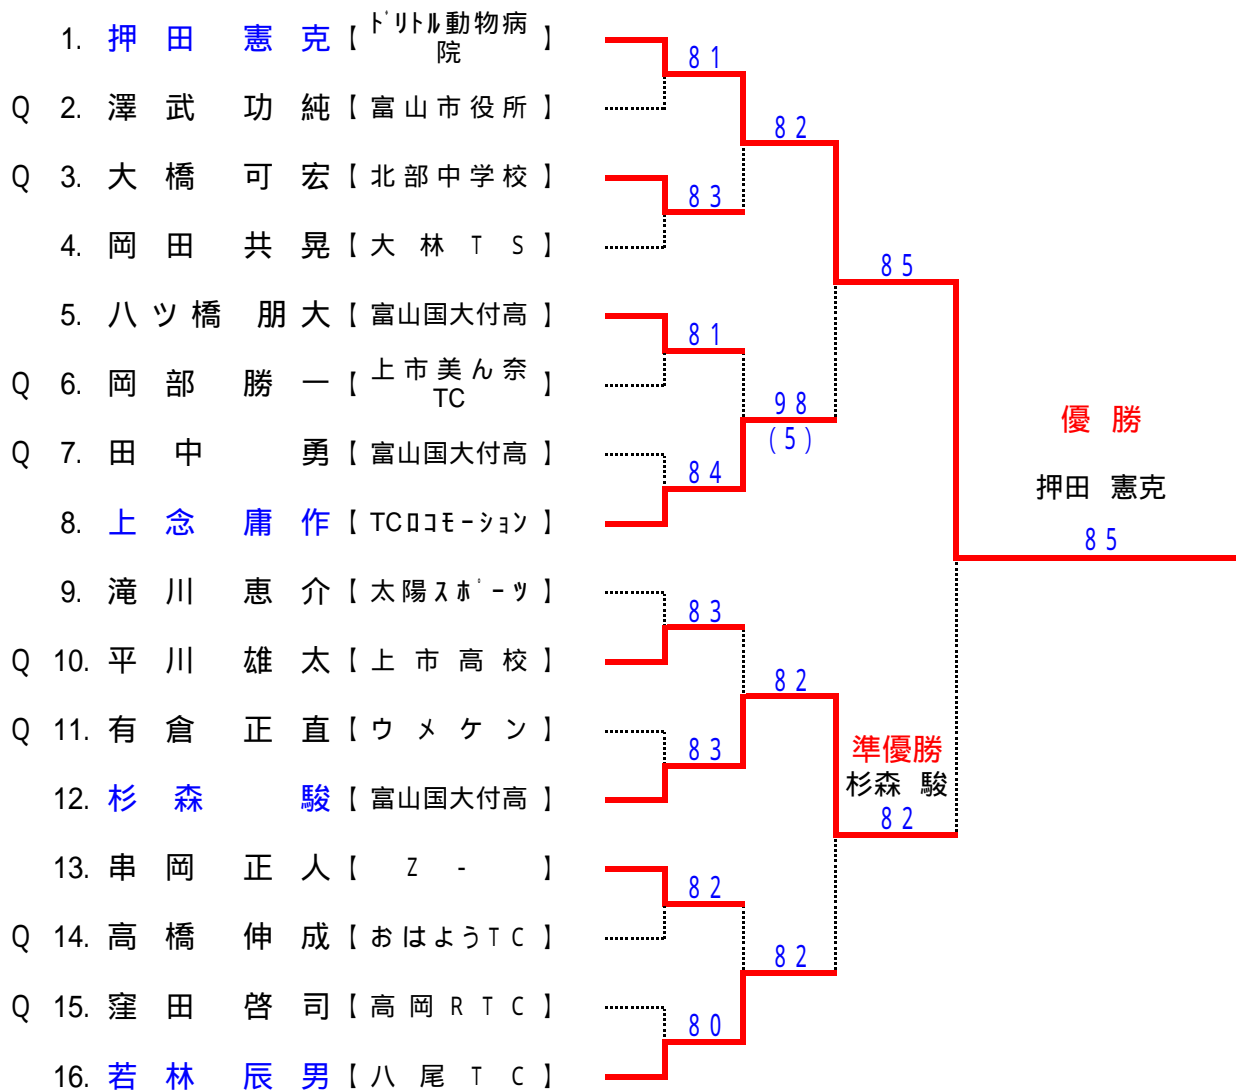 1. 押田 憲克 【 ﾄﾞﾘﾄﾙ動物病院 】
Q 2. 澤武 功純 【 富山市役所 】
Q 3. 大橋 可宏 【 北部中学校 】
4. 岡田 共晃 【 大林TS 】
5. 八ツ橋 朋大 【 富山国大付高 】
Q 6. 岡部 勝一 【 上市美ん奈TC 】
Q 7. 田中 勇 【 富山国大付高 】
8. 上念 庸作 【 TCﾛｺﾓｰｼｮﾝ 】
9. 滝川 恵介 【 太陽ｽﾎﾟｰﾂ 】
Q 10. 平川 雄太 【 上市高校 】
Q 11. 有倉 正直 【 ウメケン 】
12. 杉森 駿 【 富山国大付高 】
13. 串岡 正人 【 Z - 】
Q 14. 高橋 伸成 【 おはようTC 】
Q 15. 窪田 啓司 【 高岡RTC 】
16. 若林 辰男 【 八尾TC 】
81
83
81
84
83
83
82
80
82
98
(5)
82
82
85
準優勝
杉森 駿
82
優勝
押田 憲克
85